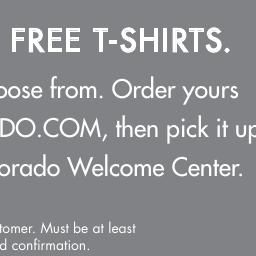 FREE T-SHIRTS.
oose from. Order yours
DO.COM, then pick it up
orado Welcome Center.
tomer. Must be at least
d confirmation.